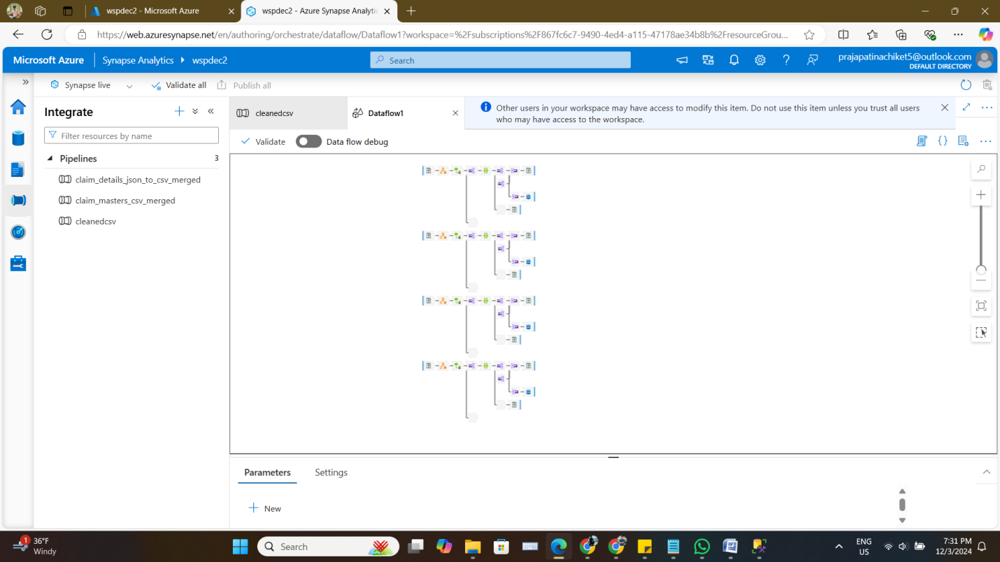 wspdec2 - Microsoft Azure
wspdec2 - Azure Synapse Analytic
https://web.azuresynapse.net/en/authoring/orchestrate/dataflow/Dataflow1?workspace=%2Fsubscriptions%2F867fc6c7-9490-4ed4-a115-47178ae34b8b%2FresourceGrou...
Microsoft Azure
Synapse Analytics
wspdec2
Search
prajapatinachiket5@outlook.com
DEFAULT DIRECTORY
Synapse live
Validate all
Publish all
Integrate
Filter resources by name
Pipelines
3
claim_details_json_to_csv_merged
claim_masters_csv_merged
cleanedcsv
cleanedcsv
Dataflow1
Other users in your workspace may have access to modify this item. Do not use this item unless you trust all users
who may have access to the workspace.
Validate
Data flow debug
Parameters
Settings
New
1
36°F
Windy
Search
ENG
US
7:31 PM
12/3/2024